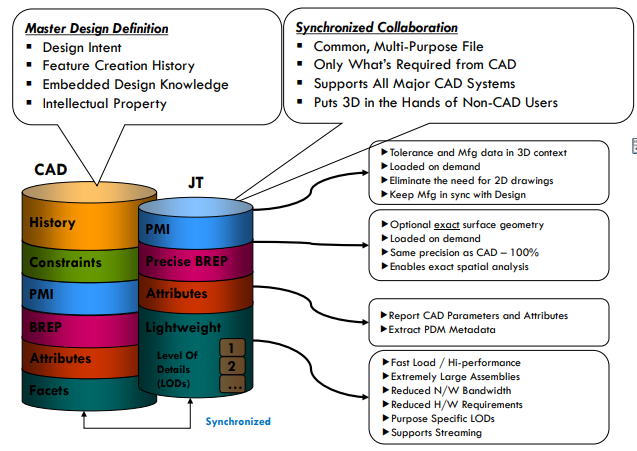 Master Design Definition
▪ Design Intent
▪ Feature Creation History
▪ Embedded Design Knowledge
▪ Intellectual Property
Synchronized Collaboration
▪ Common, Multi-Purpose File
▪ Only What's Required from CAD
▪ Supports All Major CAD Systems
▪ Puts 3D in the Hands of Non-CAD Users
CAD
History
Constraints
PMI
BREP
Attributes
Facets
JT
PMI
Precise BREP
Attributes
Lightweight
Level Of
Details
(LODs)
1
2
...
Synchronized
▶Tolerance and Mfg data in 3D context
▶Loaded on demand
▶Eliminate the need for 2D drawings
▶Keep Mfg in sync with Design
▶Optional exact surface geometry
▶Loaded on demand
▶Same precision as CAD – 100%
▶Enables exact spatial analysis
▶Report CAD Parameters and Attributes
▶Extract PDM Metadata
▶Fast Load / Hi-performance
▶Extremely Large Assemblies
▶Reduced N/W Bandwidth
▶Reduced H/W Requirements
▶Purpose Specific LODs
▶Supports Streaming